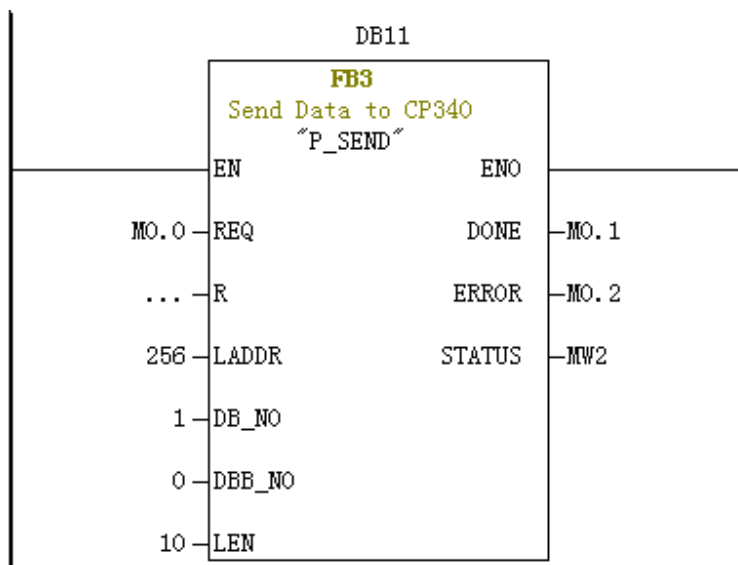 DB11
FB3
Send Data to CP340
"P_SEND"
EN ENO
M0.0 REQ DONE M0.1
... R ERROR M0.2
256 LADDR STATUS MW2
1 DB_NO
0 DBB_NO
10 LEN